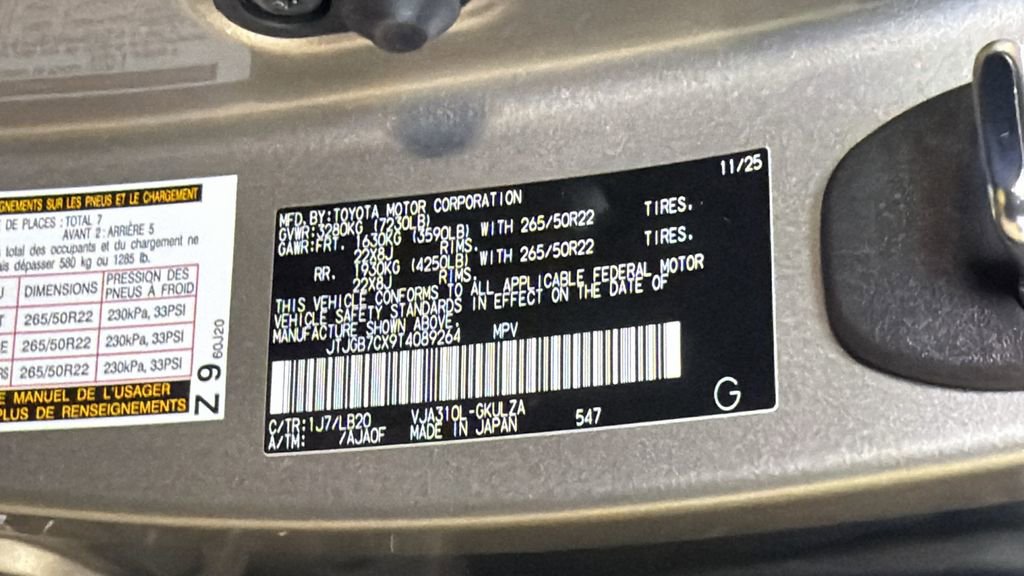 GNEMENTS SUR LES PNEUS ET LE CHARGEMENT
DE PLACES : TOTAL 7
AVANT 2 : ARRIÈRE 5
total des occupants et du chargement ne
ais dépasser 580 kg ou 1285 lb.
DIMENSIONS
PRESSION DES
PNEUS À FROID
265/50R22
230kPa, 33PSI
265/50R22
230kPa, 33PSI
265/50R22
230kPa, 33PSI
E MANUEL DE L'USAGER
PLUS DE RENSEIGNEMENTS
Z 9
60J20
11/25
MFD.BY:TOYOTA MOTOR CORPORATION
GVWR:3280KG (7230LB)
GAWR:FRT. 1630KG (3590LB) WITH 265/50R22 TIRES.
22X8J RIMS.
RR. 1930KG (4250LB) WITH 265/50R22 TIRES.
22X8J RIMS.
THIS VEHICLE CONFORMS TO ALL APPLICABLE FEDERAL MOTOR
VEHICLE SAFETY STANDARDS IN EFFECT ON THE DATE OF
MANUFACTURE SHOWN ABOVE.
JTJGB7CX9T4089264 MPV
C/TR:1J7/LB20 VJA310L-GKULZA 547
A/TM: /AJA0F MADE IN JAPAN
G